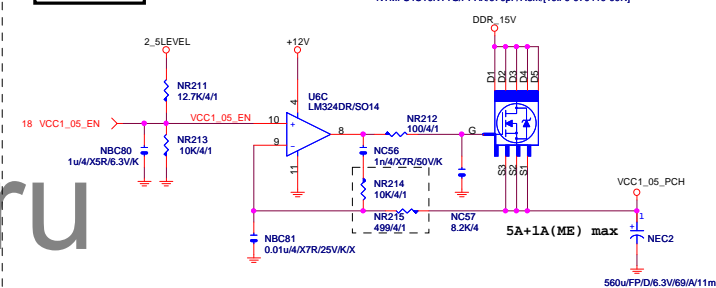 DDR_15V
2_5LEVEL
+12V
D1
D2
D3
D4
D5
NR211
12.7K/4/1
U6C
LM324DR/SO14
4
18 VCC1_05_EN
VCC1_05_EN
10
+
9
-
8
11
NR212
100/4/1
G
NBC80
1u/4/X5R/6.3V/K
NR213
10K/4/1
NC56
1n/4/X7R/50V/K
S3
S2
S1
NR214
10K/4/1
VCC1_05_PCH
NR215
499/4/1
NC57
8.2K/4
5A+1A(ME) max
1
+
NEC2
NBC81
0.01u/4/X7R/25V/K/X
560u/FP/D/6.3V/69/A/11m
ru